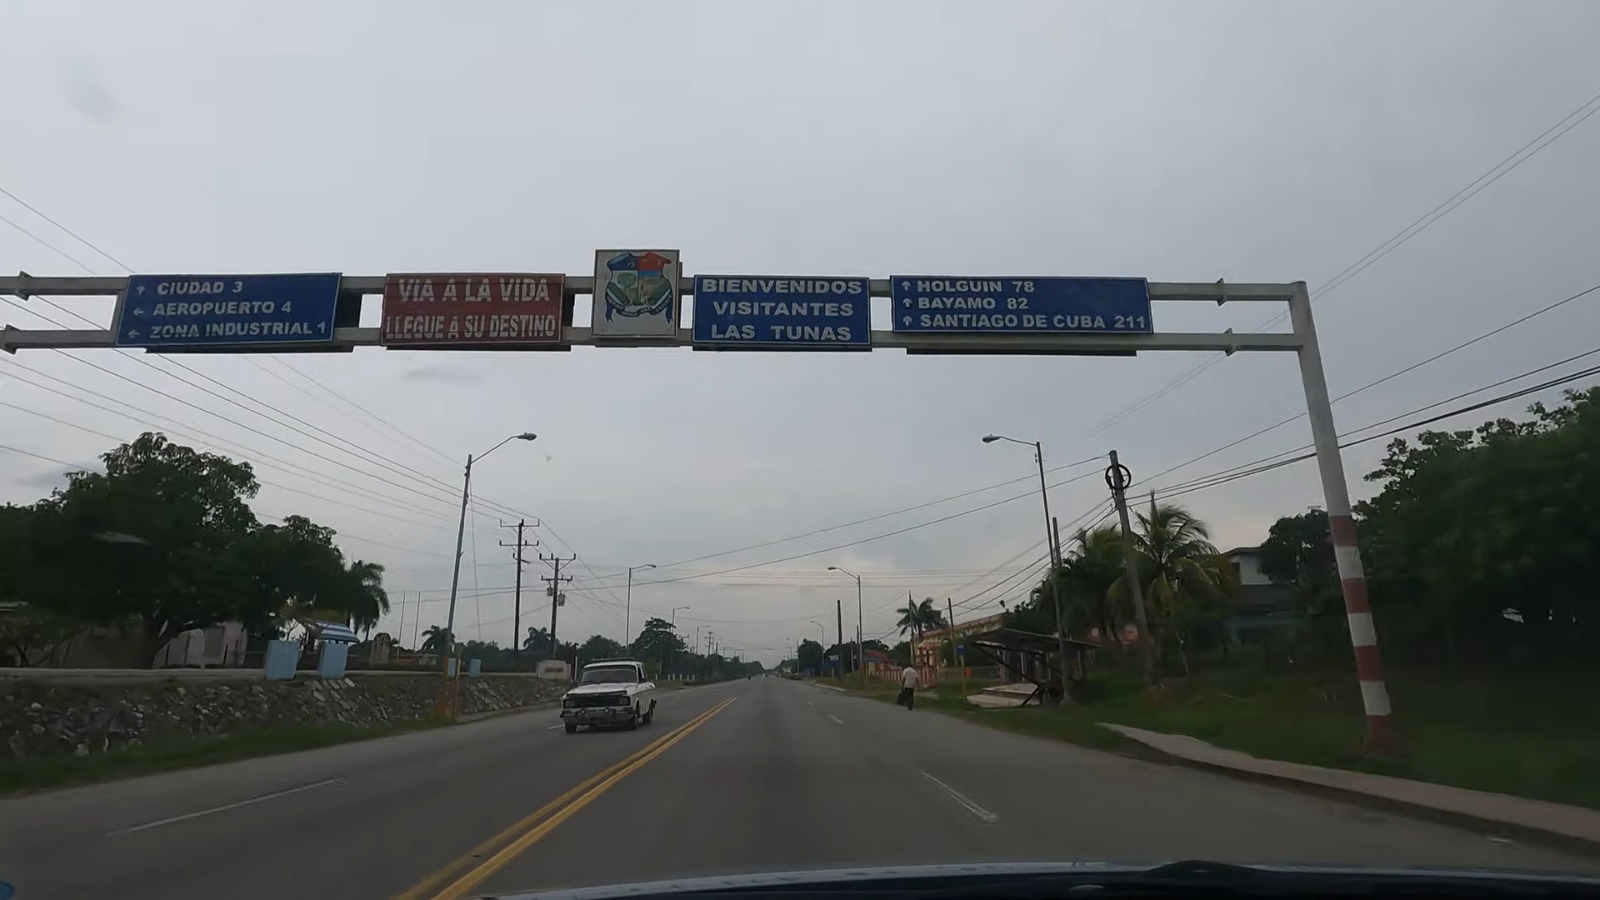 CIUDAD 3
AEROPUERTO 4
ZONA INDUSTRIAL 1
VIA A LA VIDA
LLEGUE A SU DESTINO
BIENVENIDOS
VISITANTES
LAS TUNAS
HOLGUIN 78
BAYAMO 82
SANTIAGO DE CUBA 211